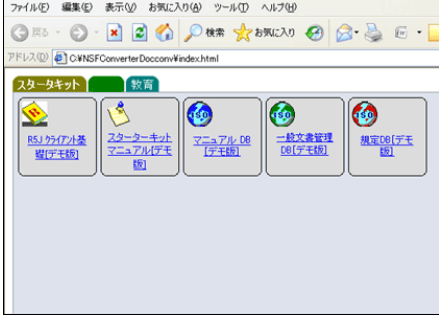 ファイル(F) 編集(E) 表示(V) お気に入り(A) ツール(T) ヘルプ(H)
戻る 検索 お気に入り
アドレス(D) C:¥NSFConverterDocconv¥index.html
スタータキット 教育
R5J クライアント基
礎[デモ版]
スターターキット
マニュアル[デモ
版]
マニュアル DB
[デモ版]
一般文書管理
DB[デモ版]
規定DB[デモ
版]
ISO
ISO
ISO